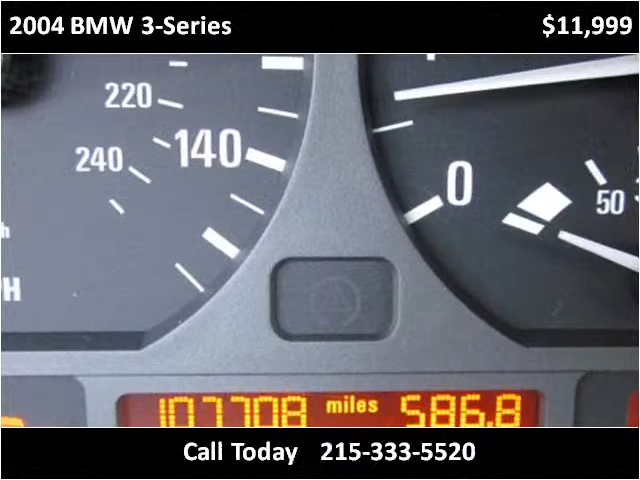 2004 BMW 3-Series $11,999
220
240 140
0
50
h
PH
107708 miles 586.8
Call Today 215-333-5520